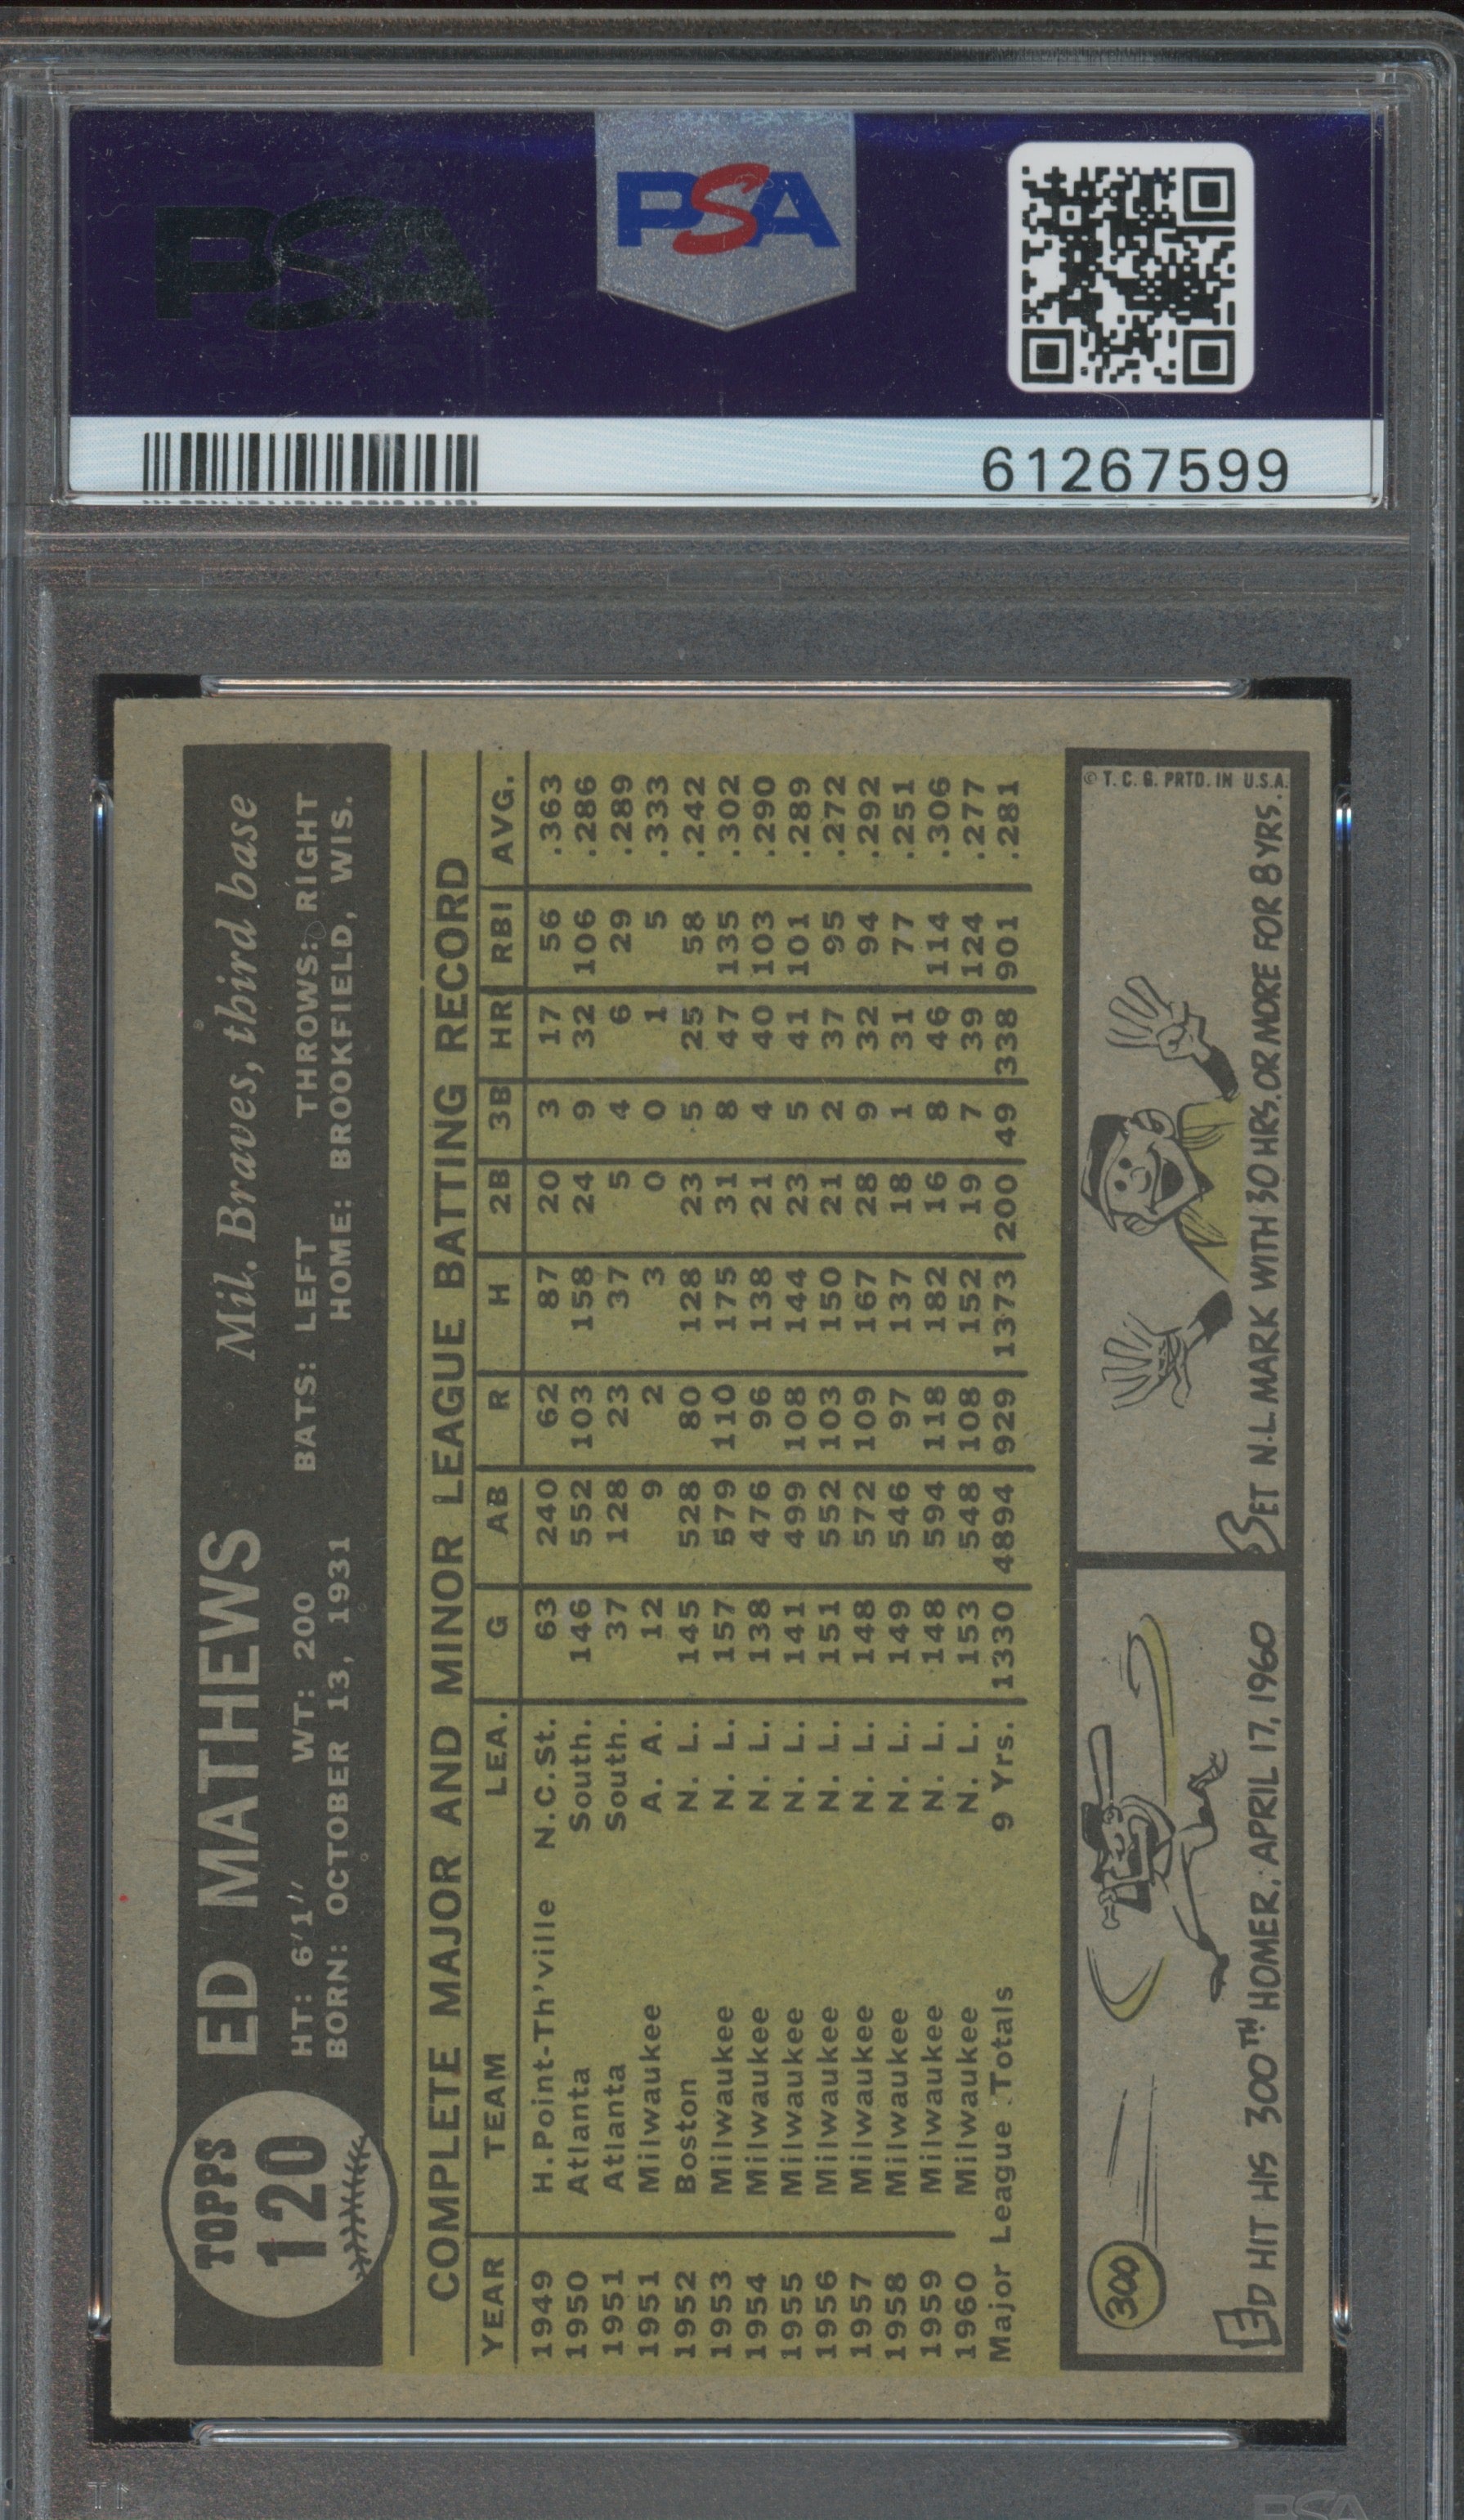 PSA
PSA
61267599
TOPPS
120
ED MATHEWS
Mil. Braves, third base
HT: 6'1" WT: 200 BATS: LEFT THROWS: RIGHT
BORN: OCTOBER 13, 1931 HOME: BROOKFIELD, WIS.
COMPLETE MAJOR AND MINOR LEAGUE BATTING RECORD
YEAR TEAM LEA. G AB R H 2B 3B HR RBI AVG.
1949 H.Point-Th'ville N.C.St. 63 240 62 87 20 3 17 56 .363
1950 Atlanta South. 146 552 103 158 24 9 32 106 .286
1951 Atlanta South. 37 128 23 37 5 4 6 29 .289
1951 Milwaukee A. A. 12 9 2 3 0 0 1 5 .333
1952 Boston N. L. 145 528 80 128 23 5 25 58 .242
1953 Milwaukee N. L. 157 579 110 175 31 8 47 135 .302
1954 Milwaukee N. L. 138 476 96 138 21 4 40 103 .290
1955 Milwaukee N. L. 141 499 108 144 23 5 41 101 .289
1956 Milwaukee N. L. 151 552 103 150 21 2 37 95 .272
1957 Milwaukee N. L. 148 572 109 167 28 9 32 94 .292
1958 Milwaukee N. L. 149 546 97 137 18 1 31 77 .251
1959 Milwaukee N. L. 148 594 118 182 16 8 46 114 .306
1960 Milwaukee N. L. 153 548 108 152 19 7 39 124 .277
Major League Totals 9 Yrs. 1330 4894 929 1373 200 49 338 901 .281
300
ED HIT HIS 300TH HOMER, APRIL 17, 1960
SET N.L. MARK WITH 30 HRS. OR MORE FOR 8 YRS.
© T. C. G. PRTD. IN U.S.A.
PSA